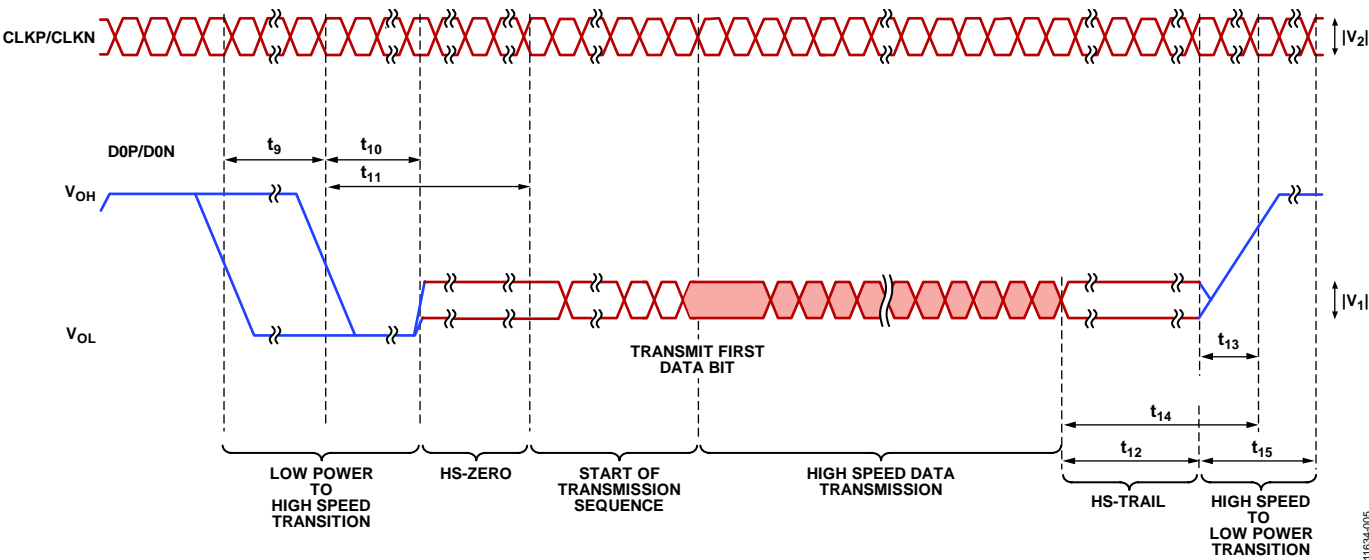 CLKP/CLKN
|V2|
D0P/D0N
t9
t10
t11
VOH
VOL
|V1|
TRANSMIT FIRST
DATA BIT
t13
t14
t12
t15
LOW POWER
TO
HIGH SPEED
TRANSITION
HS-ZERO
START OF
TRANSMISSION
SEQUENCE
HIGH SPEED DATA
TRANSMISSION
HS-TRAIL
HIGH SPEED
TO
LOW POWER
TRANSITION
11634-005